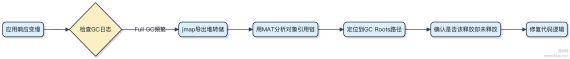 应用响应变慢
检查GC日志
Full GC频繁
jmap导出堆转储
用MAT分析对象引用链
定位到GC Roots路径
确认是否该释放却未释放
修复代码逻辑